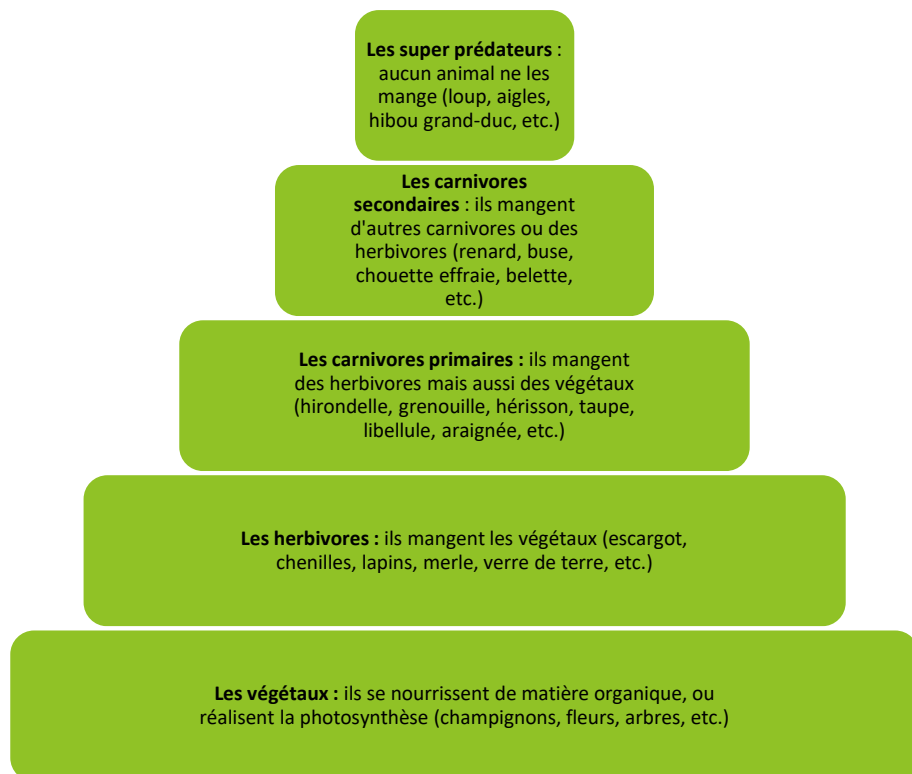 Les super prédateurs :
aucun animal ne les
mange (loup, aigles,
hibou grand-duc, etc.)
Les carnivores
secondaires : ils mangent
d'autres carnivores ou des
herbivores (renard, buse,
chouette effraie, belette,
etc.)
Les carnivores primaires : ils mangent
des herbivores mais aussi des végétaux
(hirondelle, grenouille, hérisson, taupe,
libellule, araignée, etc.)
Les herbivores : ils mangent les végétaux (escargot,
chenilles, lapins, merle, verre de terre, etc.)
Les végétaux : ils se nourrissent de matière organique, ou
réalisent la photosynthèse (champignons, fleurs, arbres, etc.)